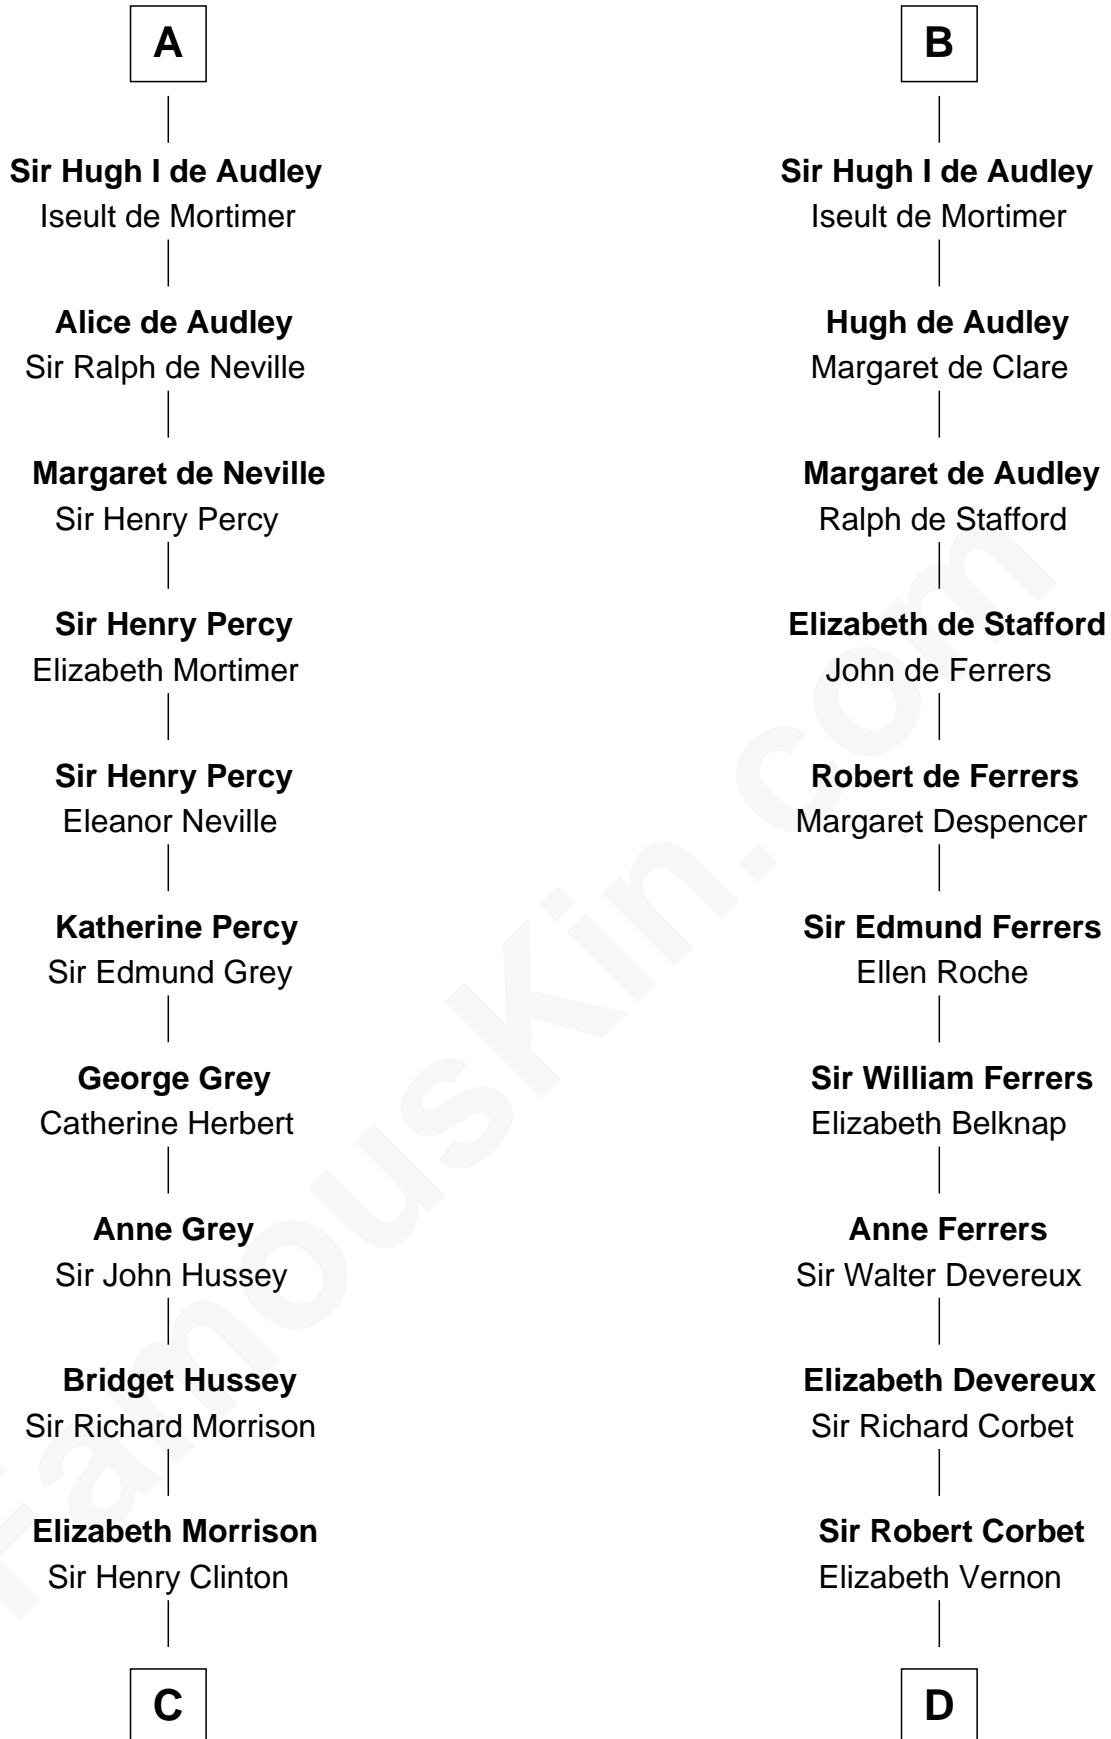 A
Sir Hugh I de Audley
Iseult de Mortimer
Alice de Audley
Sir Ralph de Neville
Margaret de Neville
Sir Henry Percy
Sir Henry Percy
Elizabeth Mortimer
Sir Henry Percy
Eleanor Neville
Katherine Percy
Sir Edmund Grey
George Grey
Catherine Herbert
Anne Grey
Sir John Hussey
Bridget Hussey
Sir Richard Morrison
Elizabeth Morrison
Sir Henry Clinton
C
B
Sir Hugh I de Audley
Iseult de Mortimer
Hugh de Audley
Margaret de Clare
Margaret de Audley
Ralph de Stafford
Elizabeth de Stafford
John de Ferrers
Robert de Ferrers
Margaret Despencer
Sir Edmund Ferrers
Ellen Roche
Sir William Ferrers
Elizabeth Belknap
Anne Ferrers
Sir Walter Devereux
Elizabeth Devereux
Sir Richard Corbet
Sir Robert Corbet
Elizabeth Vernon
D
FamousKin.com